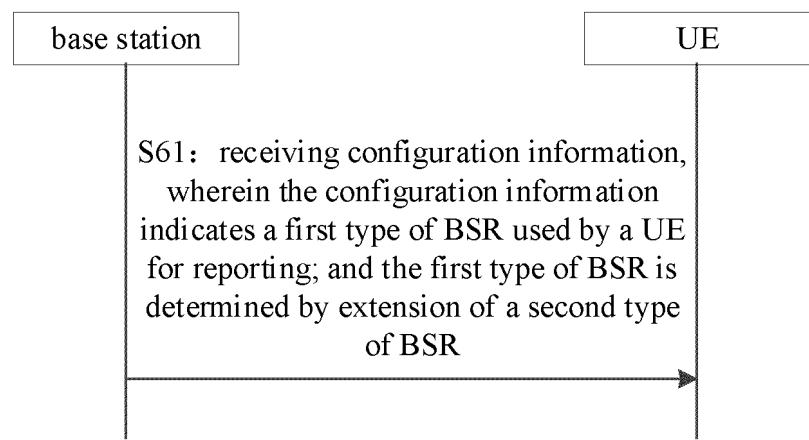 base station
UE
S61：receiving configuration information,
wherein the configuration information
indicates a first type of BSR used by a UE
for reporting; and the first type of BSR is
determined by extension of a second type
of BSR